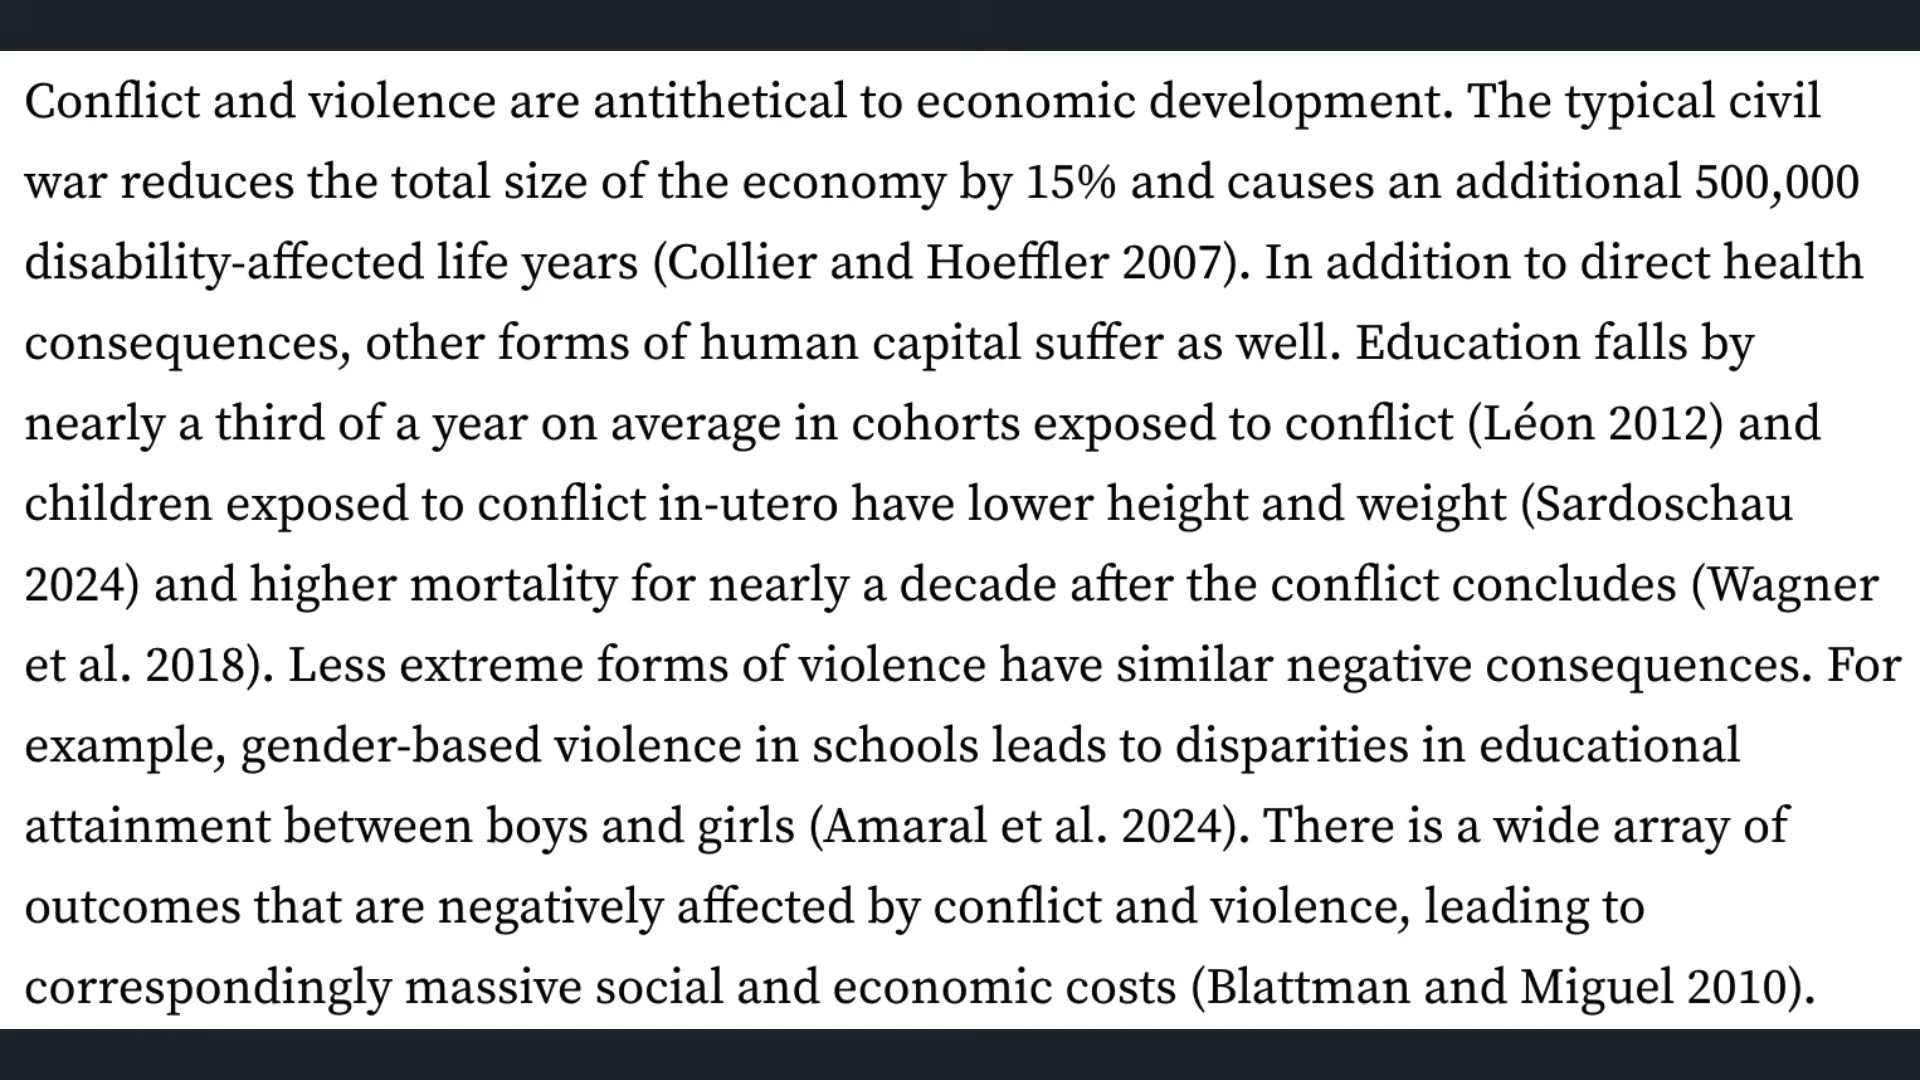 Conflict and violence are antithetical to economic development. The typical civil
war reduces the total size of the economy by 15% and causes an additional 500,000
disability-affected life years (Collier and Hoeffler 2007). In addition to direct health
consequences, other forms of human capital suffer as well. Education falls by
nearly a third of a year on average in cohorts exposed to conflict (Léon 2012) and
children exposed to conflict in-utero have lower height and weight (Sardoschau
2024) and higher mortality for nearly a decade after the conflict concludes (Wagner
et al. 2018). Less extreme forms of violence have similar negative consequences. For
example, gender-based violence in schools leads to disparities in educational
attainment between boys and girls (Amaral et al. 2024). There is a wide array of
outcomes that are negatively affected by conflict and violence, leading to
correspondingly massive social and economic costs (Blattman and Miguel 2010).